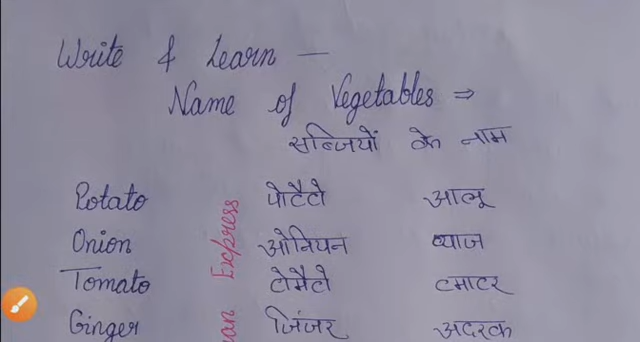 Write & Learn —
Name of Vegetables ⇒
सब्जियों के नाम
Potato पोटैटो आलू
Onion ओनियन प्याज
Tomato टोमैटो टमाटर
Ginger जिंजर अदरक
Express